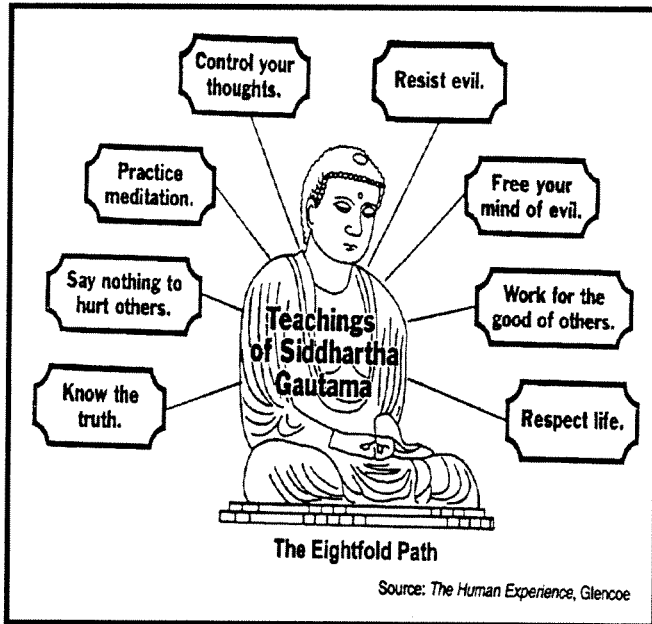 Control your
thoughts.
Resist evil.
Practice
meditation.
Free your
mind of evil.
Say nothing to
hurt others.
Work for the
good of others.
Know the
truth.
Respect life.
Teachings
of Siddhartha
Gautama
The Eightfold Path
Source: The Human Experience, Glencoe